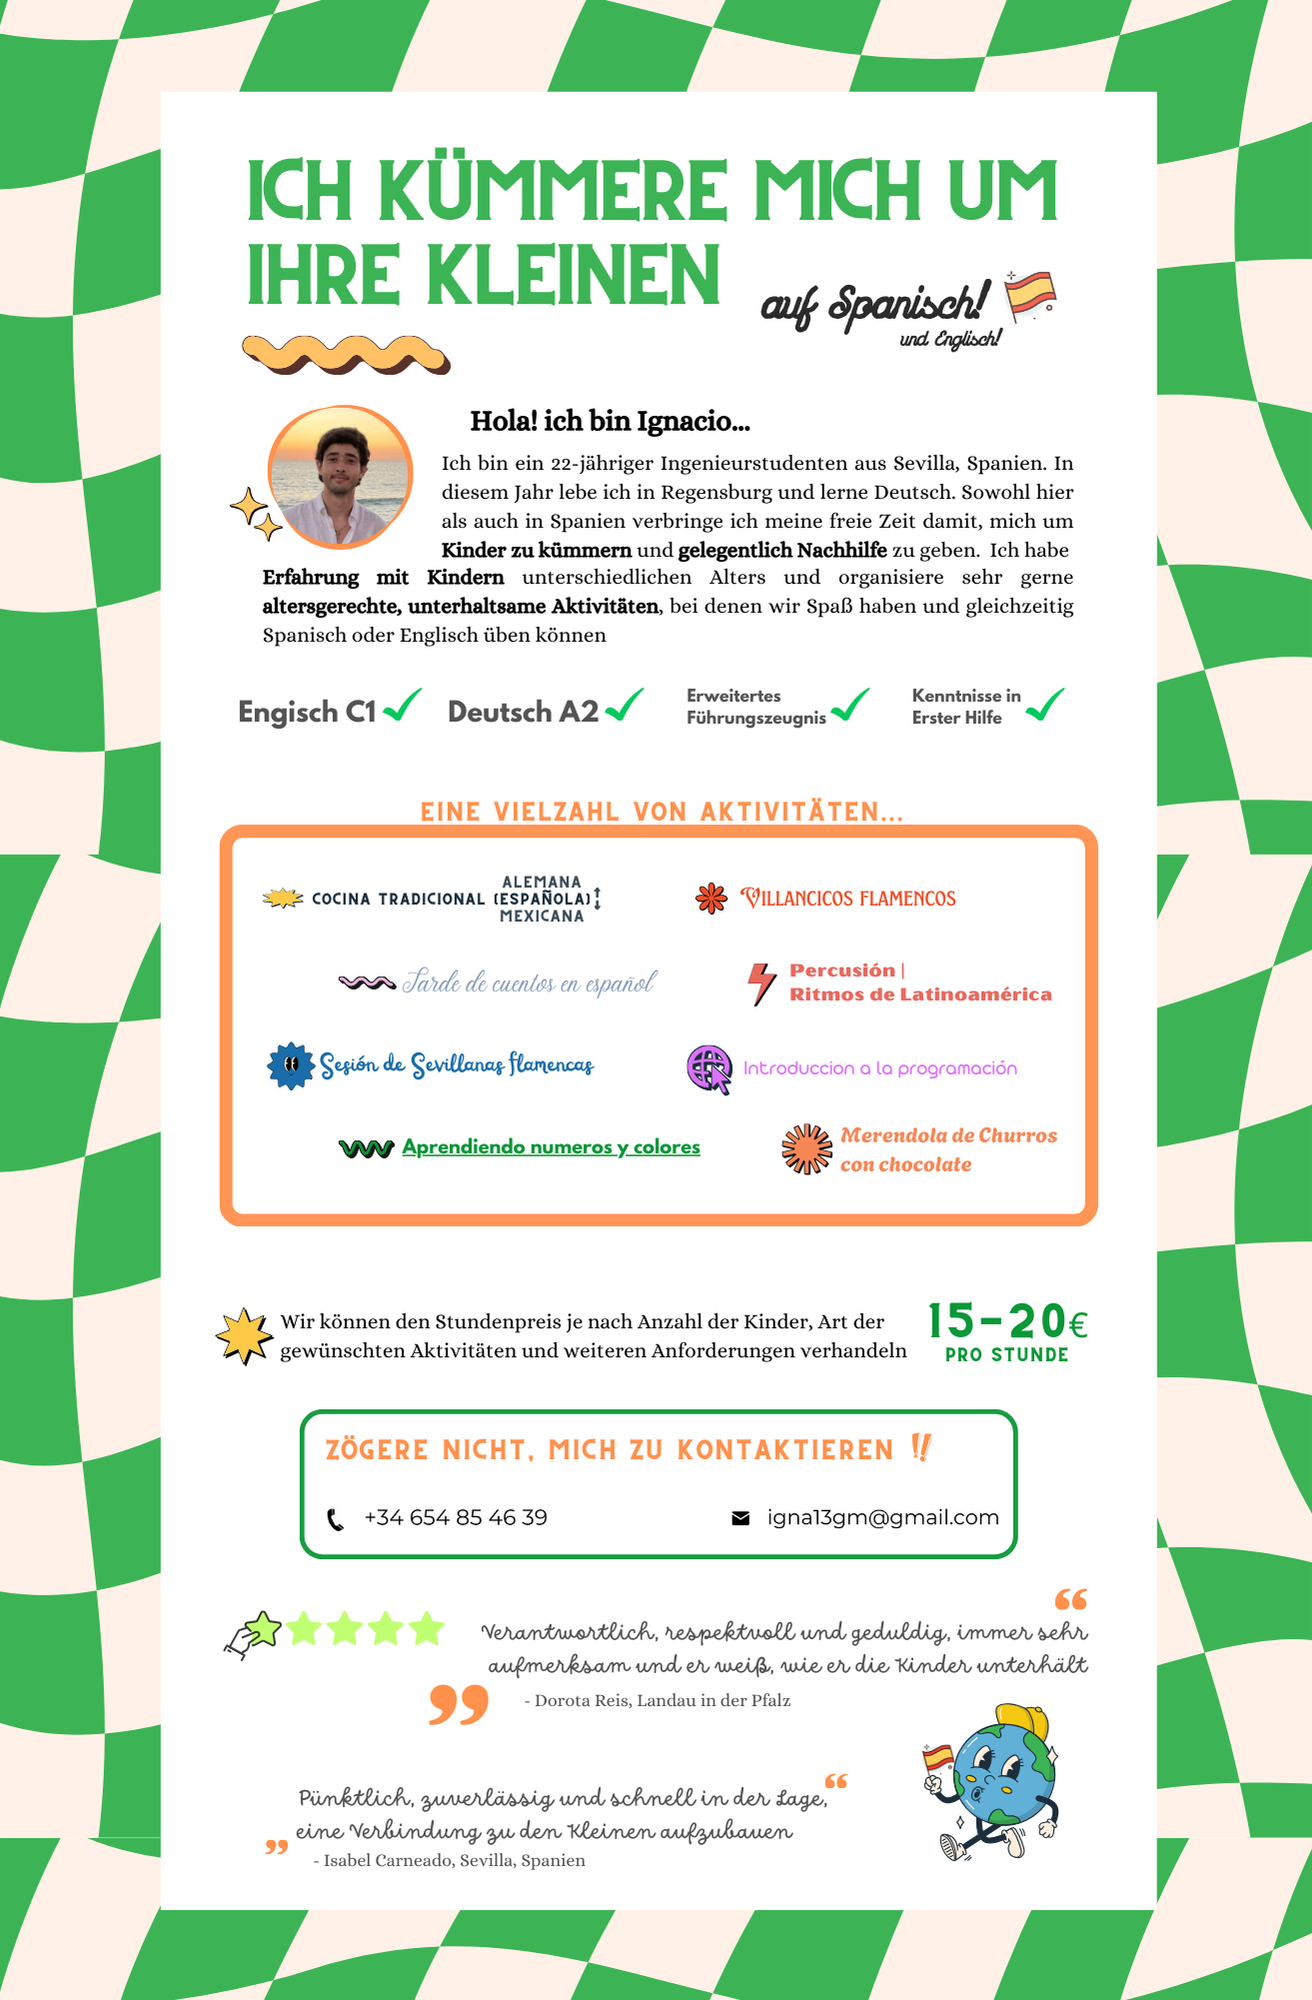 ICH KÜMMERE MICH UM
IHRE KLEINEN
auf Spanisch!
und Englisch!
Hola! ich bin Ignacio...
Ich bin ein 22-jähriger Ingenieurstudenten aus Sevilla, Spanien. In
diesem Jahr lebe ich in Regensburg und lerne Deutsch. Sowohl hier
als auch in Spanien verbringe ich meine freie Zeit damit, mich um
Kinder zu kümmern und gelegentlich Nachhilfe zu geben. Ich habe
Erfahrung mit Kindern unterschiedlichen Alters und organisiere sehr gerne
altersgerechte, unterhaltsame Aktivitäten, bei denen wir Spaß haben und gleichzeitig
Spanisch oder Englisch üben können
Engisch C1
Deutsch A2
Erweitertes
Führungszeugnis
Kenntnisse in
Erster Hilfe
EINE VIELZAHL VON AKTIVITÄTEN...
ALEMANA
COCINA TRADICIONAL (ESPAÑOLA)
MEXICANA
VILLANCICOS FLAMENCOS
Tarde de cuentos en español
Percusión |
Ritmos de Latinoamérica
Sesión de Sevillanas flamencas
Introduccion a la programación
Aprendiendo numeros y colores
Merendola de Churros
con chocolate
Wir können den Stundenpreis je nach Anzahl der Kinder, Art der
gewünschten Aktivitäten und weiteren Anforderungen verhandeln
15-20€
PRO STUNDE
ZÖGERE NICHT, MICH ZU KONTAKTIEREN !!
+34 654 85 46 39
igna13gm@gmail.com
“
Verantwortlich, respektvoll und geduldig, immer sehr
aufmerksam und er weiß, wie er die Kinder unterhält
”
- Dorota Reis, Landau in der Pfalz
“
Pünktlich, zuverlässig und schnell in der Lage,
eine Verbindung zu den Kleinen aufzubauen
”
- Isabel Carneado, Sevilla, Spanien